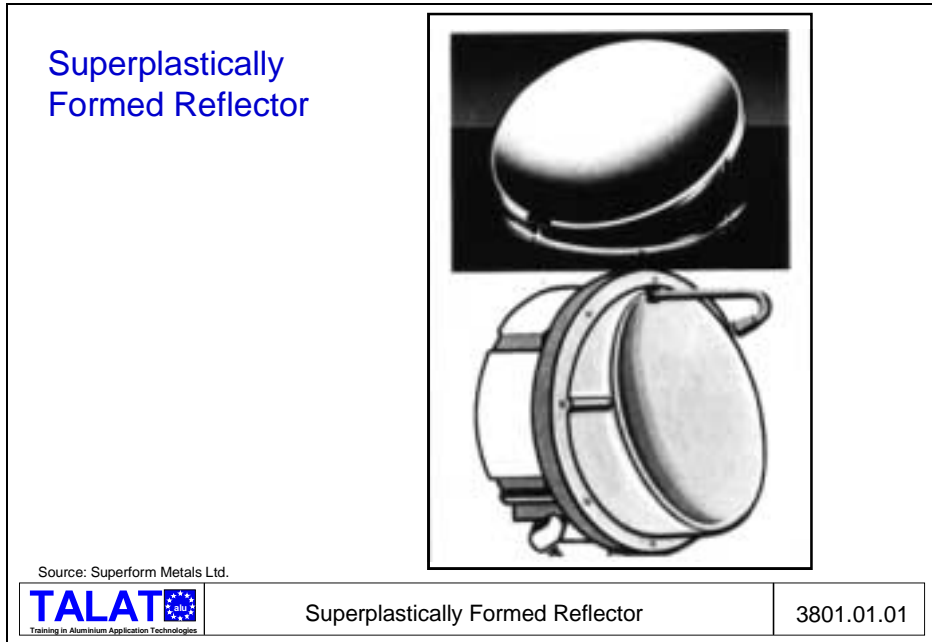 Superplastically
Formed Reflector
Source: Superform Metals Ltd.
TALAT
alu
Training in Aluminium Application Technologies
Superplastically Formed Reflector
3801.01.01